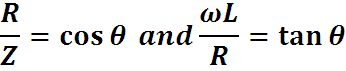 R/Z = cos θ and ωL/R = tan θ